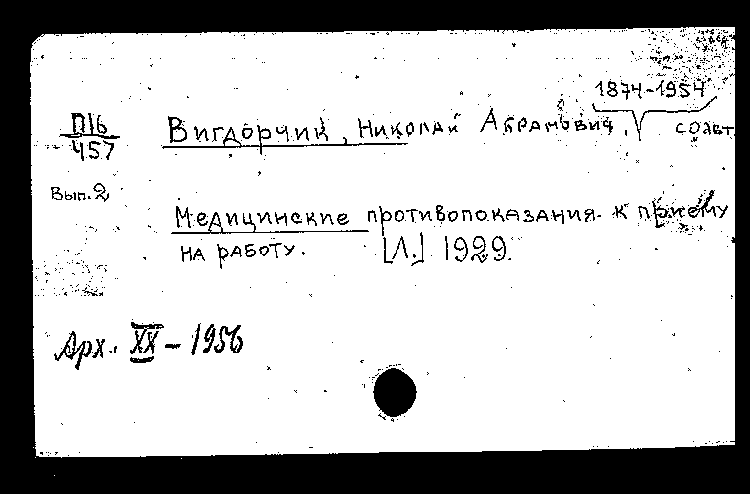 1874-1954
П16
457
Вигдорчик, Николай Абрамович, соавт.
Вып. 2
Медицинские противопоказания к приему
на работу. [Л.] 1929.
Арх. XX - 1956